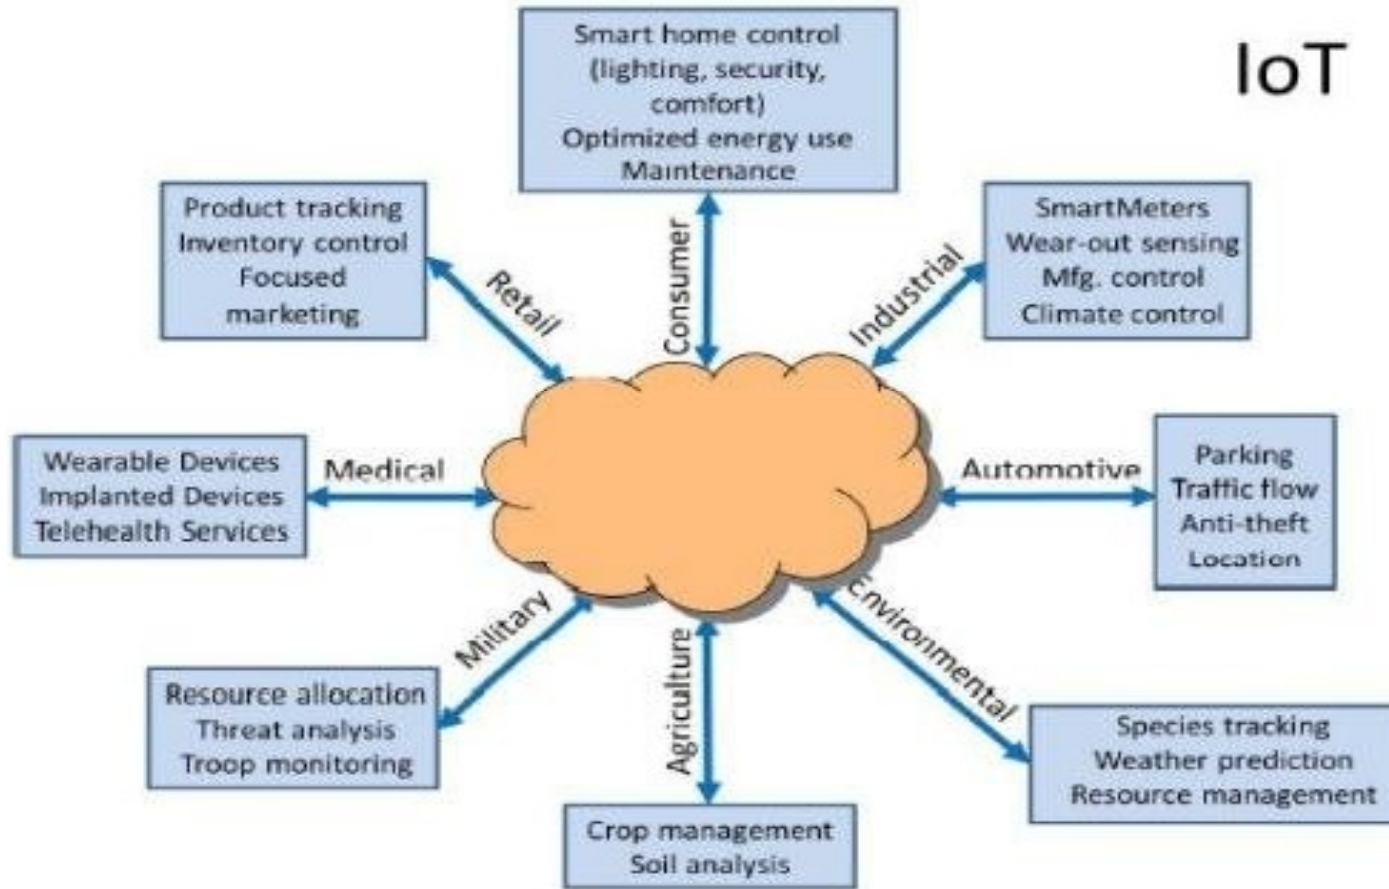 IoT
Smart home control
(lighting, security,
comfort)
Optimized energy use
Maintenance
Product tracking
Inventory control
Focused
marketing
SmartMeters
Wear-out sensing
Mfg. control
Climate control
Retail
Consumer
Industrial
Wearable Devices
Implanted Devices
Telehealth Services
Medical
Automotive
Parking
Traffic flow
Anti-theft
Location
Military
Agriculture
Environmental
Resource allocation
Threat analysis
Troop monitoring
Species tracking
Weather prediction
Resource management
Crop management
Soil analysis